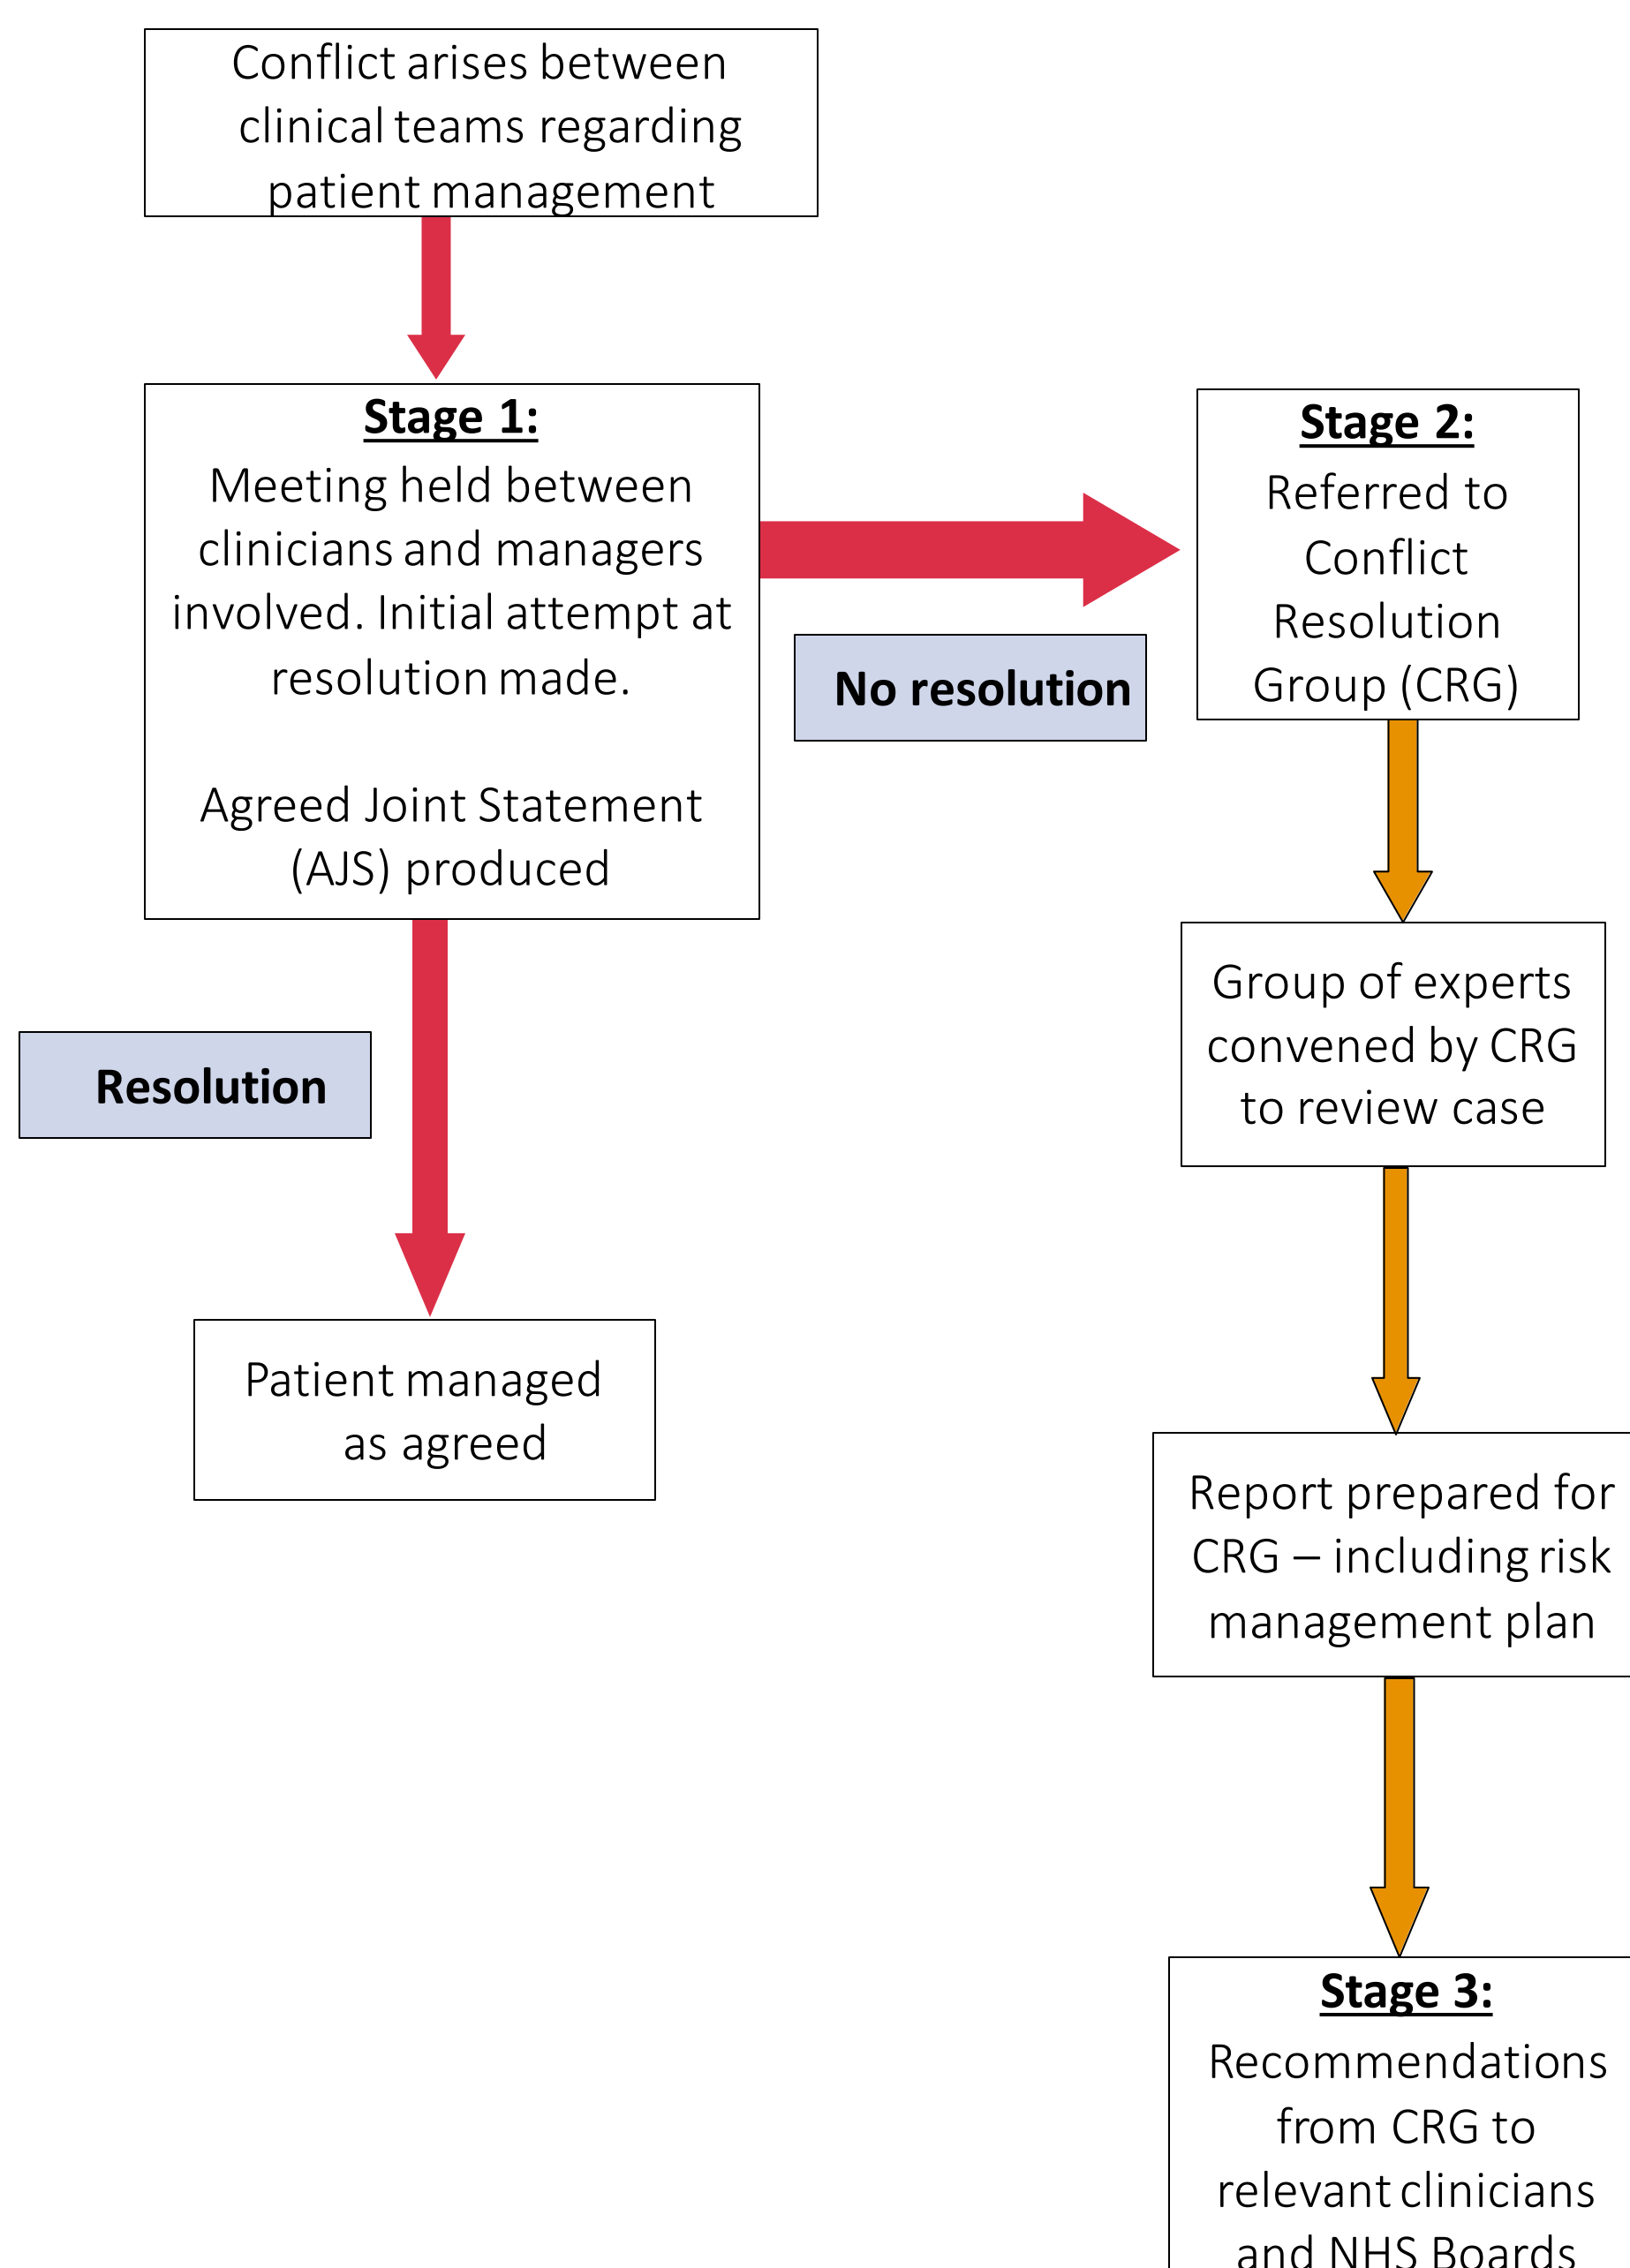 Conflict arises between
clinical teams regarding
patient management
Stage 1:
Meeting held between
clinicians and managers
involved. Initial attempt at
resolution made.
Agreed Joint Statement
(AJS) produced
No resolution
Stage 2:
Referred to
Conflict
Resolution
Group (CRG)
Resolution
Patient managed
as agreed
Group of experts
convened by CRG
to review case
Report prepared for
CRG – including risk
management plan
Stage 3:
Recommendations
from CRG to
relevant clinicians
and NHS Boards